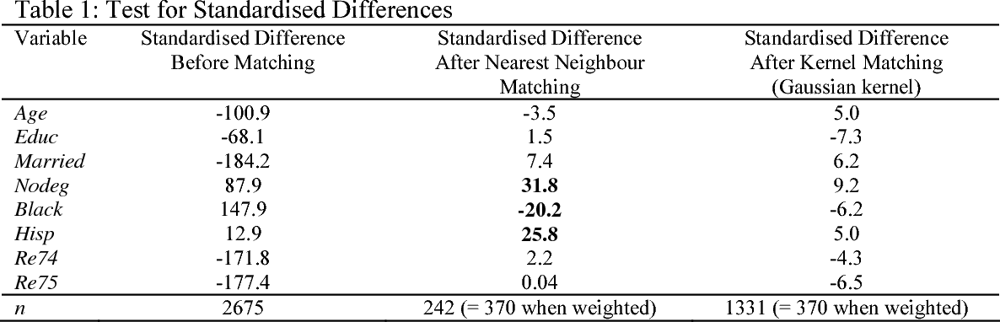 Table 1: Test for Standardised Differences
Variable Standardised Difference Before Matching Standardised Difference After Nearest Neighbour Matching Standardised Difference After Kernel Matching (Gaussian kernel)
Age -100.9 -3.5 5.0
Educ -68.1 1.5 -7.3
Married -184.2 7.4 6.2
Nodeg 87.9 31.8 9.2
Black 147.9 -20.2 -6.2
Hisp 12.9 25.8 5.0
Re74 -171.8 2.2 -4.3
Re75 -177.4 0.04 -6.5
n 2675 242 (= 370 when weighted) 1331 (= 370 when weighted)